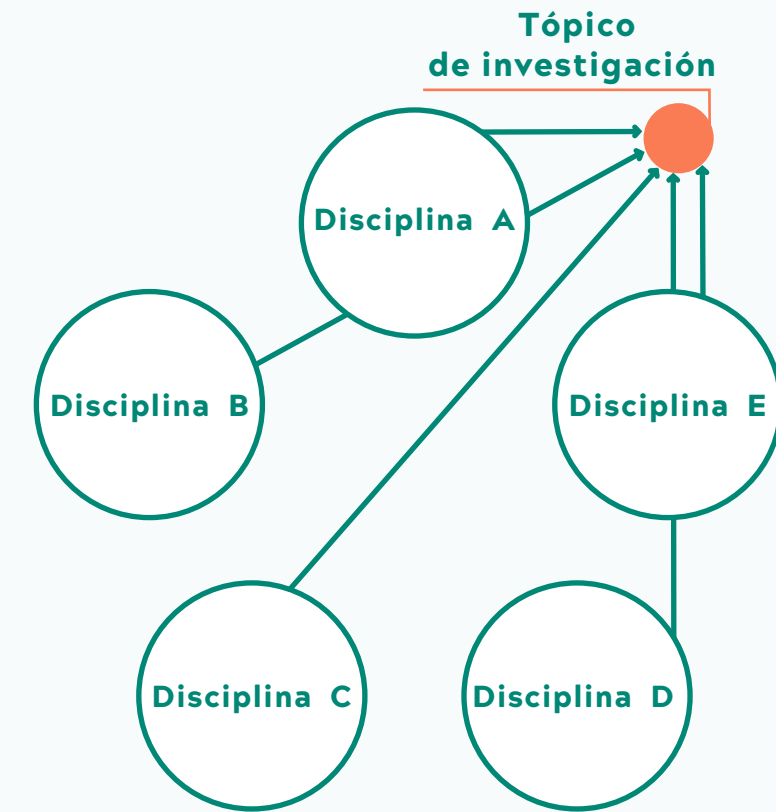 Tópico
de investigación
Disciplina A
Disciplina B
Disciplina E
Disciplina C
Disciplina D